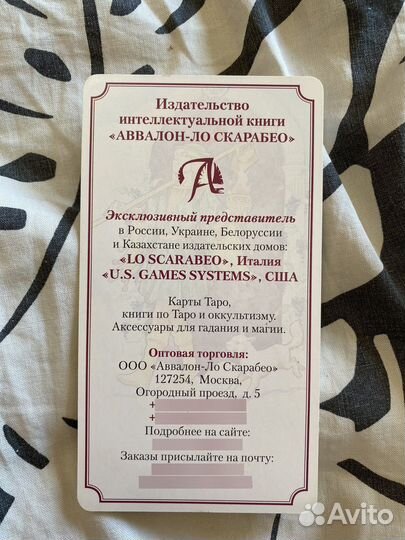 Издательство
интеллектуальной книги
«АВВАЛОН-ЛО СКАРАБЕО»
А
Эксклюзивный представитель
в России, Украине, Белоруссии
и Казахстане издательских домов:
«LO SCARABEO», Италия
«U.S. GAMES SYSTEMS», США
Карты Таро,
книги по Таро и оккультизму.
Аксессуары для гадания и магии.
Оптовая торговля:
ООО «Аввалон-Ло Скарабео»
127254, Москва,
Огородный проезд, д. 5
+
+
Подробнее на сайте:
Заказы присылайте на почту:
Avito